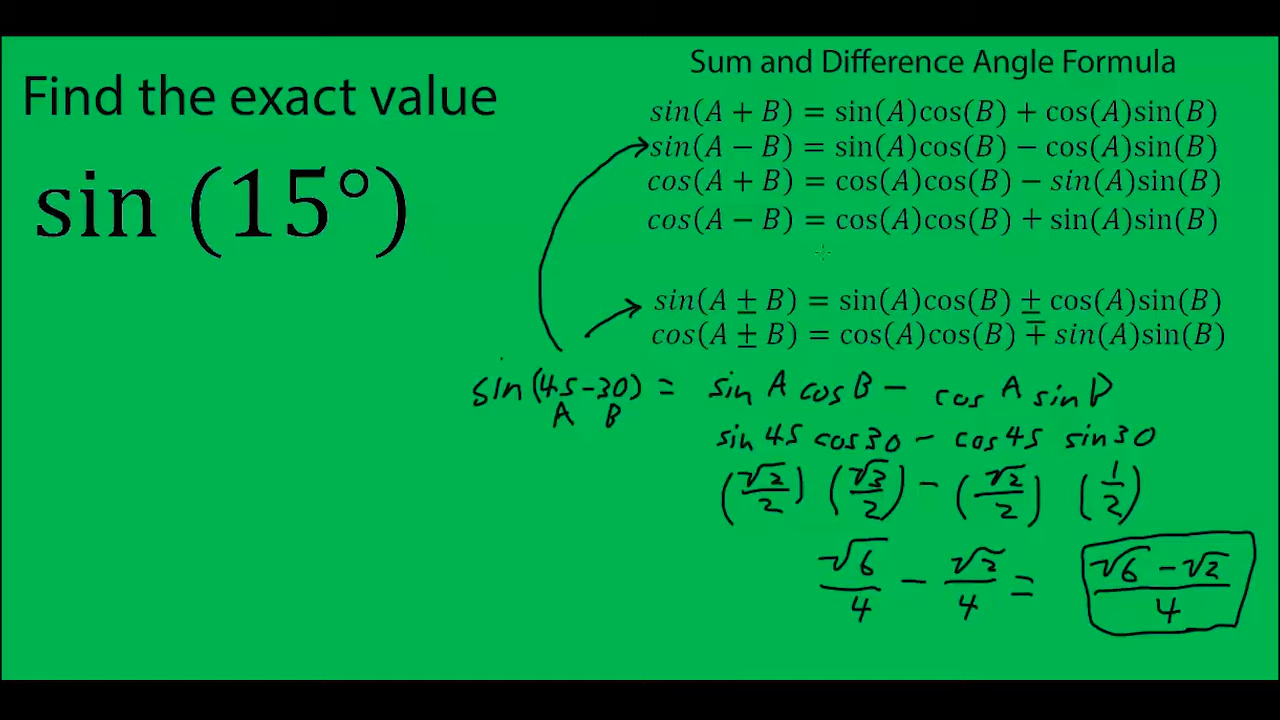 Find the exact value
sin (15°)
Sum and Difference Angle Formula
sin(A + B) = sin(A)cos(B) + cos(A)sin(B)
sin(A − B) = sin(A)cos(B) − cos(A)sin(B)
cos(A + B) = cos(A)cos(B) − sin(A)sin(B)
cos(A − B) = cos(A)cos(B) + sin(A)sin(B)
sin(A ± B) = sin(A)cos(B) ± cos(A)sin(B)
cos(A ± B) = cos(A)cos(B) ∓ sin(A)sin(B)
sin(45-30) = sin A cos B - cos A sin B
A B
sin 45 cos 30 - cos 45 sin 30
(√2/2) (√3/2) - (√2/2) (1/2)
√6/4 - √2/4 = (√6 - √2)/4